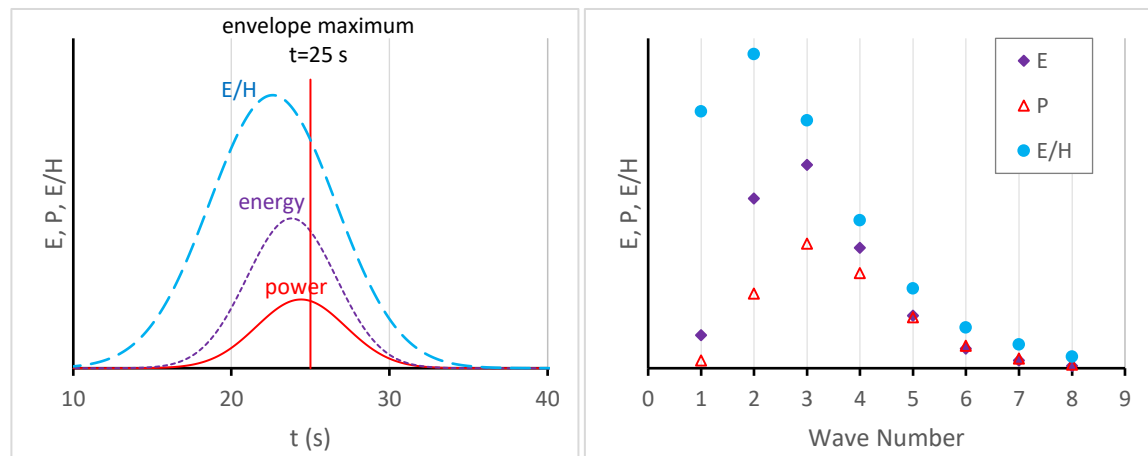 envelope maximum
t=25 s
E/H
energy
power
E, P, E/H
10 20 30 40
t (s)
E
P
E/H
E, P, E/H
0 1 2 3 4 5 6 7 8 9
Wave Number